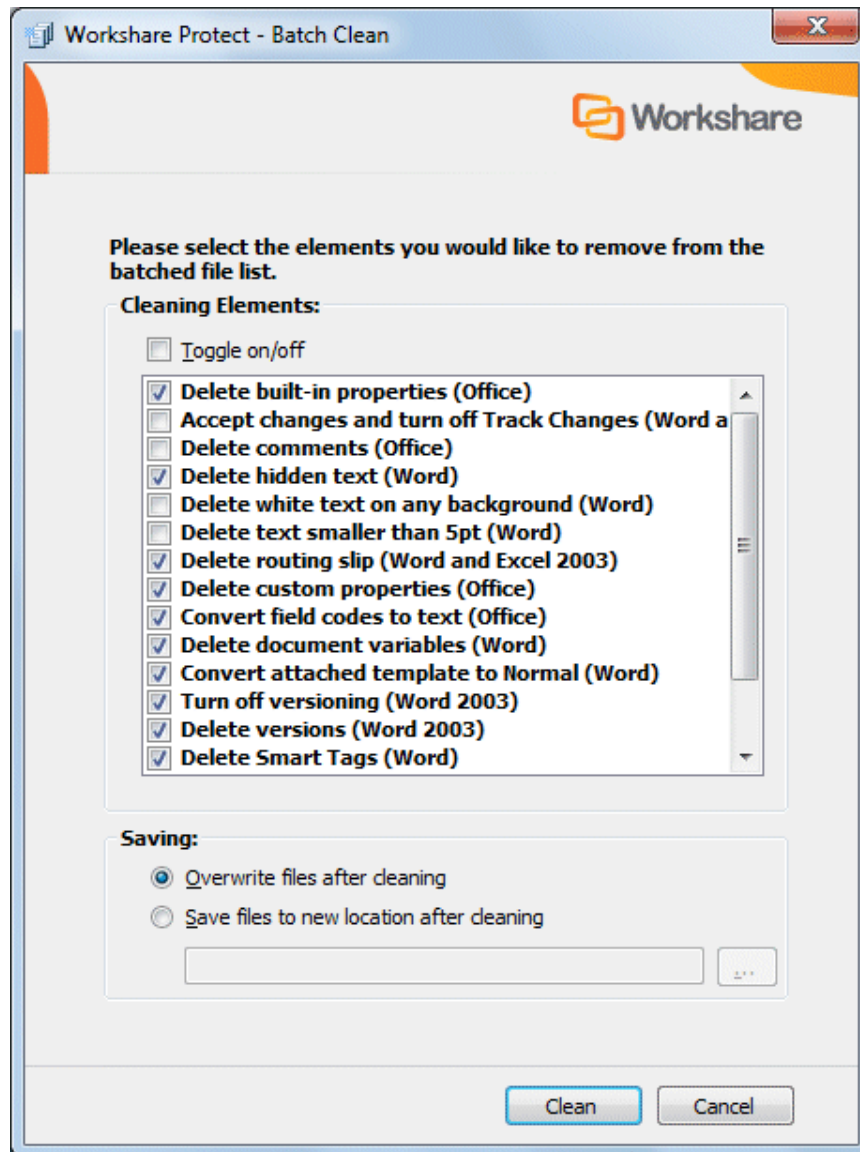 Workshare Protect - Batch Clean
Workshare
Please select the elements you would like to remove from the
batched file list.
Cleaning Elements:
Toggle on/off
Delete built-in properties (Office)
Accept changes and turn off Track Changes (Word a
Delete comments (Office)
Delete hidden text (Word)
Delete white text on any background (Word)
Delete text smaller than 5pt (Word)
Delete routing slip (Word and Excel 2003)
Delete custom properties (Office)
Convert field codes to text (Office)
Delete document variables (Word)
Convert attached template to Normal (Word)
Turn off versioning (Word 2003)
Delete versions (Word 2003)
Delete Smart Tags (Word)
Saving:
Overwrite files after cleaning
Save files to new location after cleaning
...
Clean Cancel